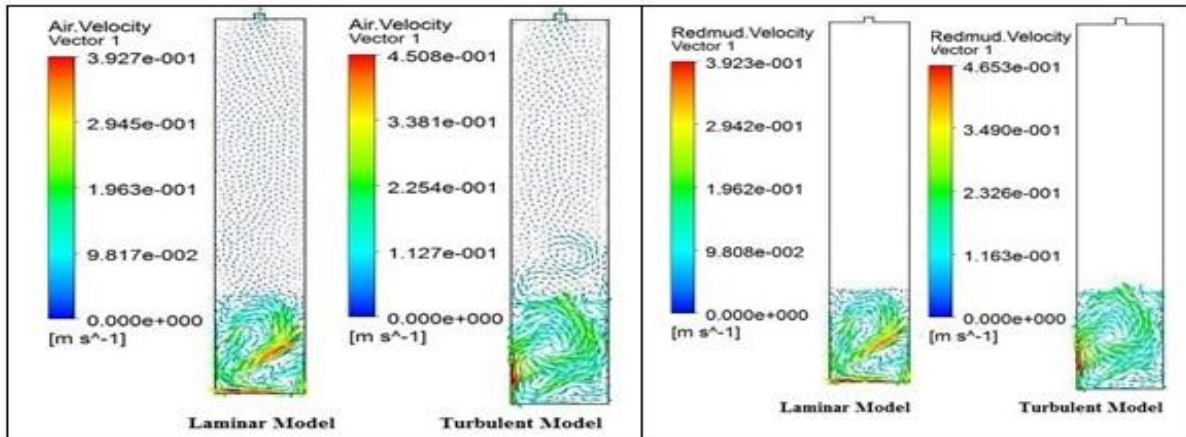 Air.Velocity
Vector 1
3.927e-001
2.945e-001
1.963e-001
9.817e-002
0.000e+000
[m s^-1]
Laminar Model
Air.Velocity
Vector 1
4.508e-001
3.381e-001
2.254e-001
1.127e-001
0.000e+000
[m s^-1]
Turbulent Model
Redmud.Velocity
Vector 1
3.923e-001
2.942e-001
1.962e-001
9.808e-002
0.000e+000
[m s^-1]
Laminar Model
Redmud.Velocity
Vector 1
4.653e-001
3.490e-001
2.326e-001
1.163e-001
0.000e+000
[m s^-1]
Turbulent Model